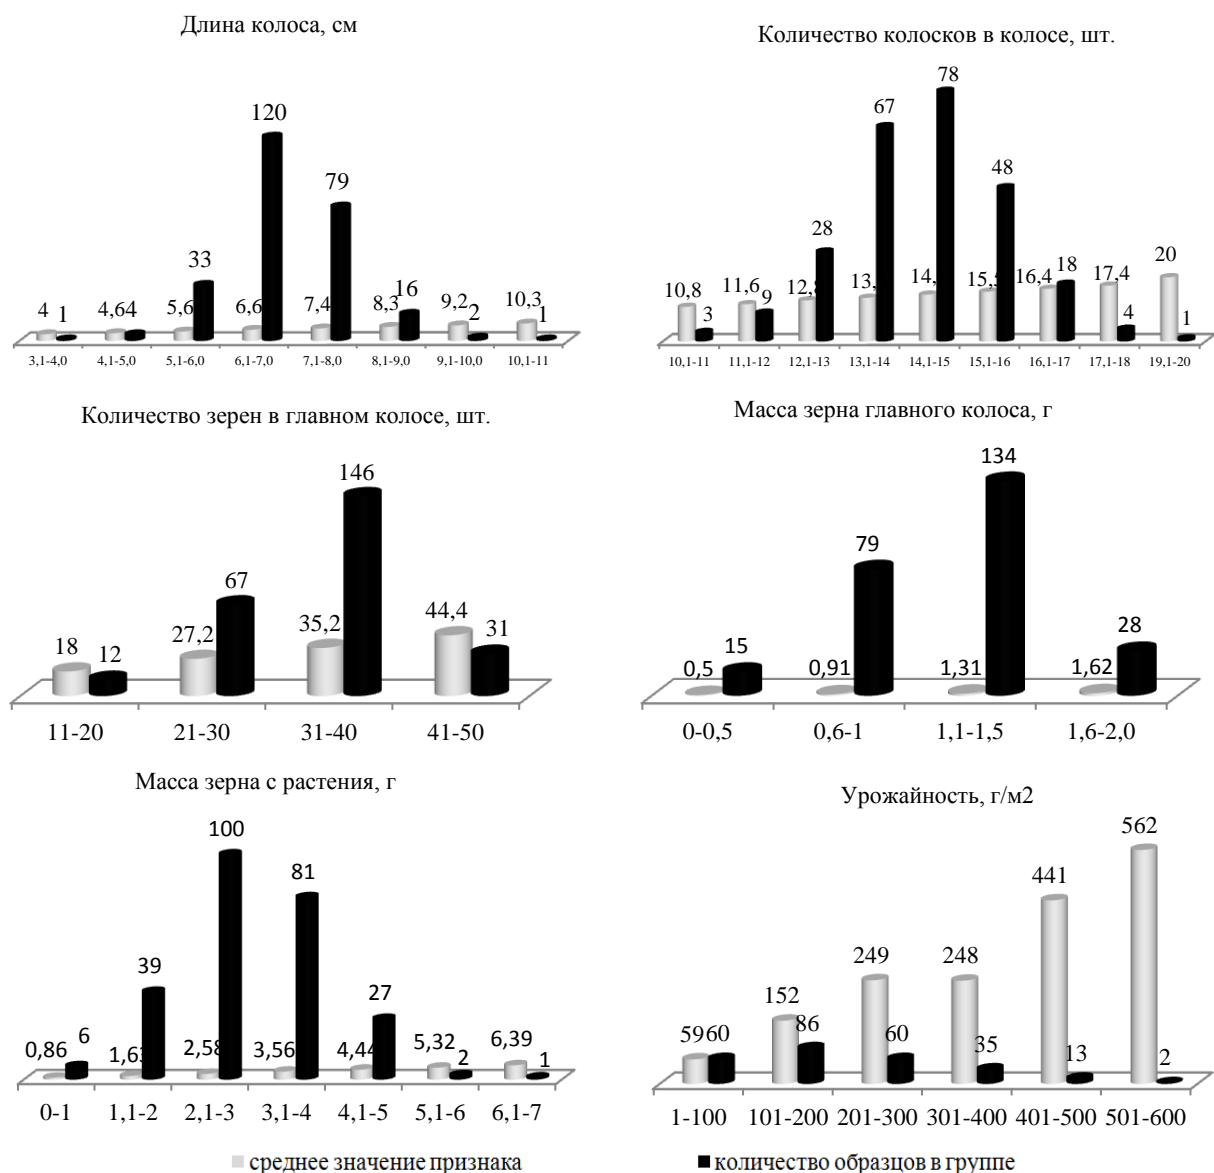 Длина колоса, см
4 1 4,6 4 5,6 33 6,6 120 7,4 79 8,3 16 9,2 2 10,3 1
3,1-4,0 4,1-5,0 5,1-6,0 6,1-7,0 7,1-8,0 8,1-9,0 9,1-10,0 10,1-11
Количество колосков в колосе, шт.
10,8 3 11,6 9 28 67 78 48 16,4 18 17,4 4 20 1
10,1-11 11,1-12 12,1-13 13,1-14 14,1-15 15,1-16 16,1-17 17,1-18 19,1-20
Количество зерен в главном колосе, шт.
18 12 27,2 67 35,2 146 44,4 31
11-20 21-30 31-40 41-50
Масса зерна главного колоса, г
0,5 15 0,91 79 1,31 134 1,62 28
0-0,5 0,6-1 1,1-1,5 1,6-2,0
Масса зерна с растения, г
0,86 6 1,63 39 2,58 100 3,56 81 4,44 27 5,32 2 6,39 1
0-1 1,1-2 2,1-3 3,1-4 4,1-5 5,1-6 6,1-7
Урожайность, г/м2
59 60 152 86 249 60 248 35 441 13 562 2
1-100 101-200 201-300 301-400 401-500 501-600
среднее значение признака
количество образцов в группе